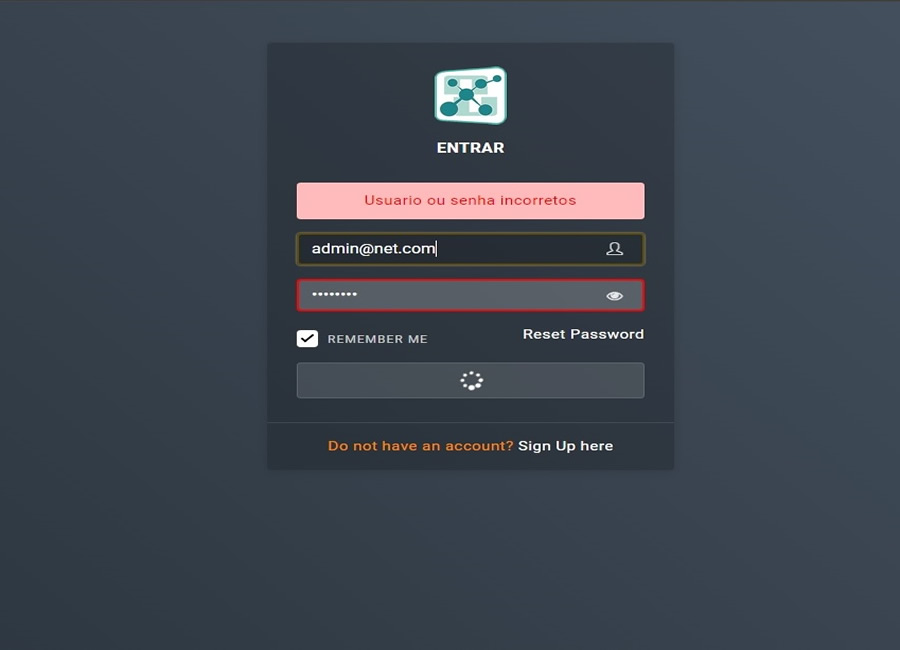 ENTRAR
Usuario ou senha incorretos
admin@net.com
••••••••
REMEMBER ME
Reset Password
Do not have an account? Sign Up here